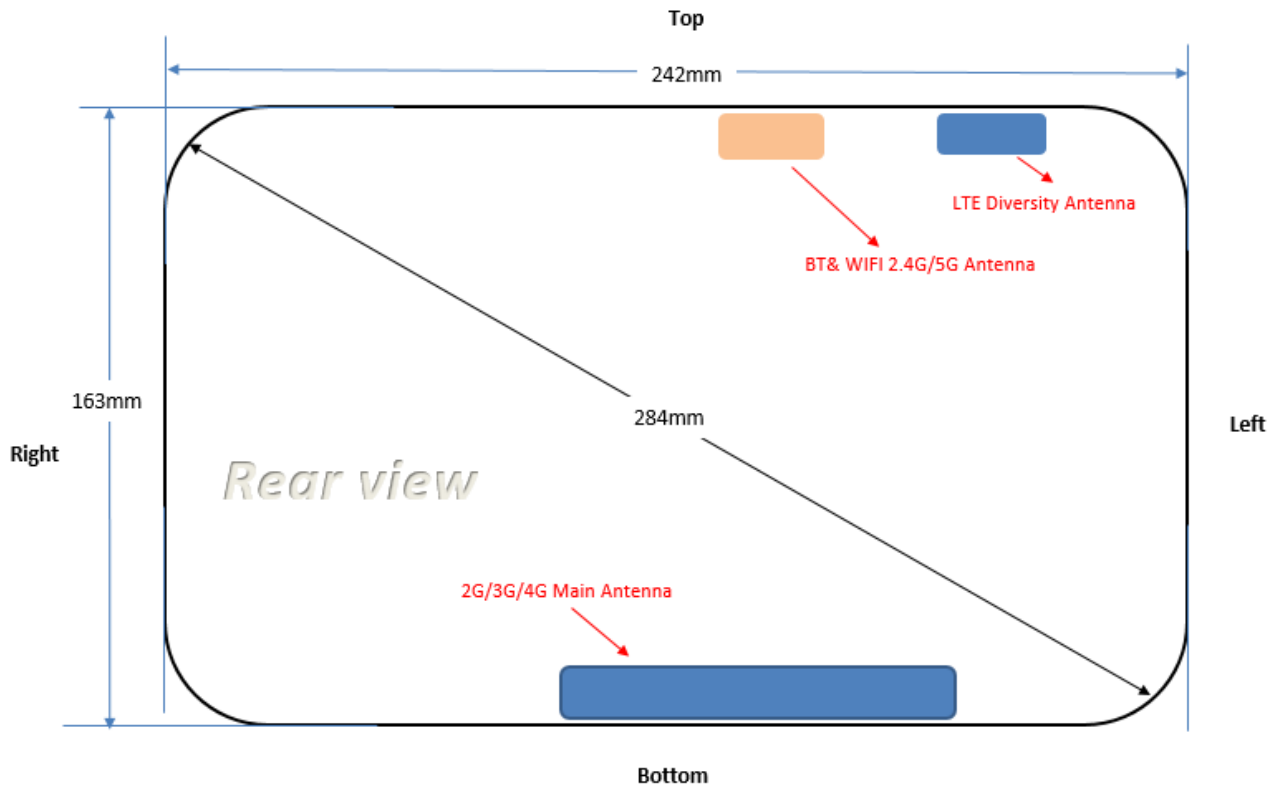 Top
242mm
LTE Diversity Antenna
BT& WIFI 2.4G/5G Antenna
163mm
284mm
Left
Right
Rear view
2G/3G/4G Main Antenna
Bottom